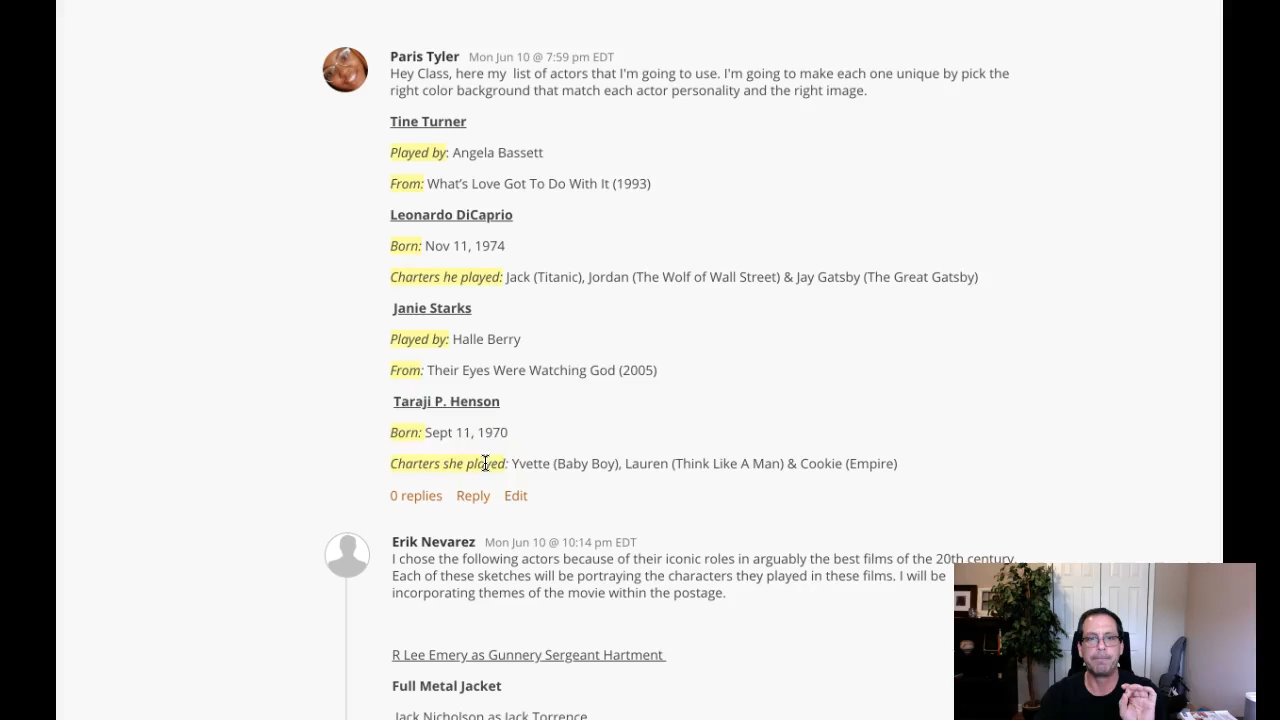 Paris Tyler Mon Jun 10 @ 7:59 pm EDT
Hey Class, here my list of actors that I'm going to use. I'm going to make each one unique by pick the
right color background that match each actor personality and the right image.
Tine Turner
Played by: Angela Bassett
From: What's Love Got To Do With It (1993)
Leonardo DiCaprio
Born: Nov 11, 1974
Charters he played: Jack (Titanic), Jordan (The Wolf of Wall Street) & Jay Gatsby (The Great Gatsby)
Janie Starks
Played by: Halle Berry
From: Their Eyes Were Watching God (2005)
Taraji P. Henson
Born: Sept 11, 1970
Charters she played: Yvette (Baby Boy), Lauren (Think Like A Man) & Cookie (Empire)
0 replies Reply Edit
Erik Nevarez Mon Jun 10 @ 10:14 pm EDT
I chose the following actors because of their iconic roles in arguably the best films of the 20th century.
Each of these sketches will be portraying the characters they played in these films. I will be
incorporating themes of the movie within the postage.
R Lee Emery as Gunnery Sergeant Hartment
Full Metal Jacket
Jack Nicholson as Jack Torrence